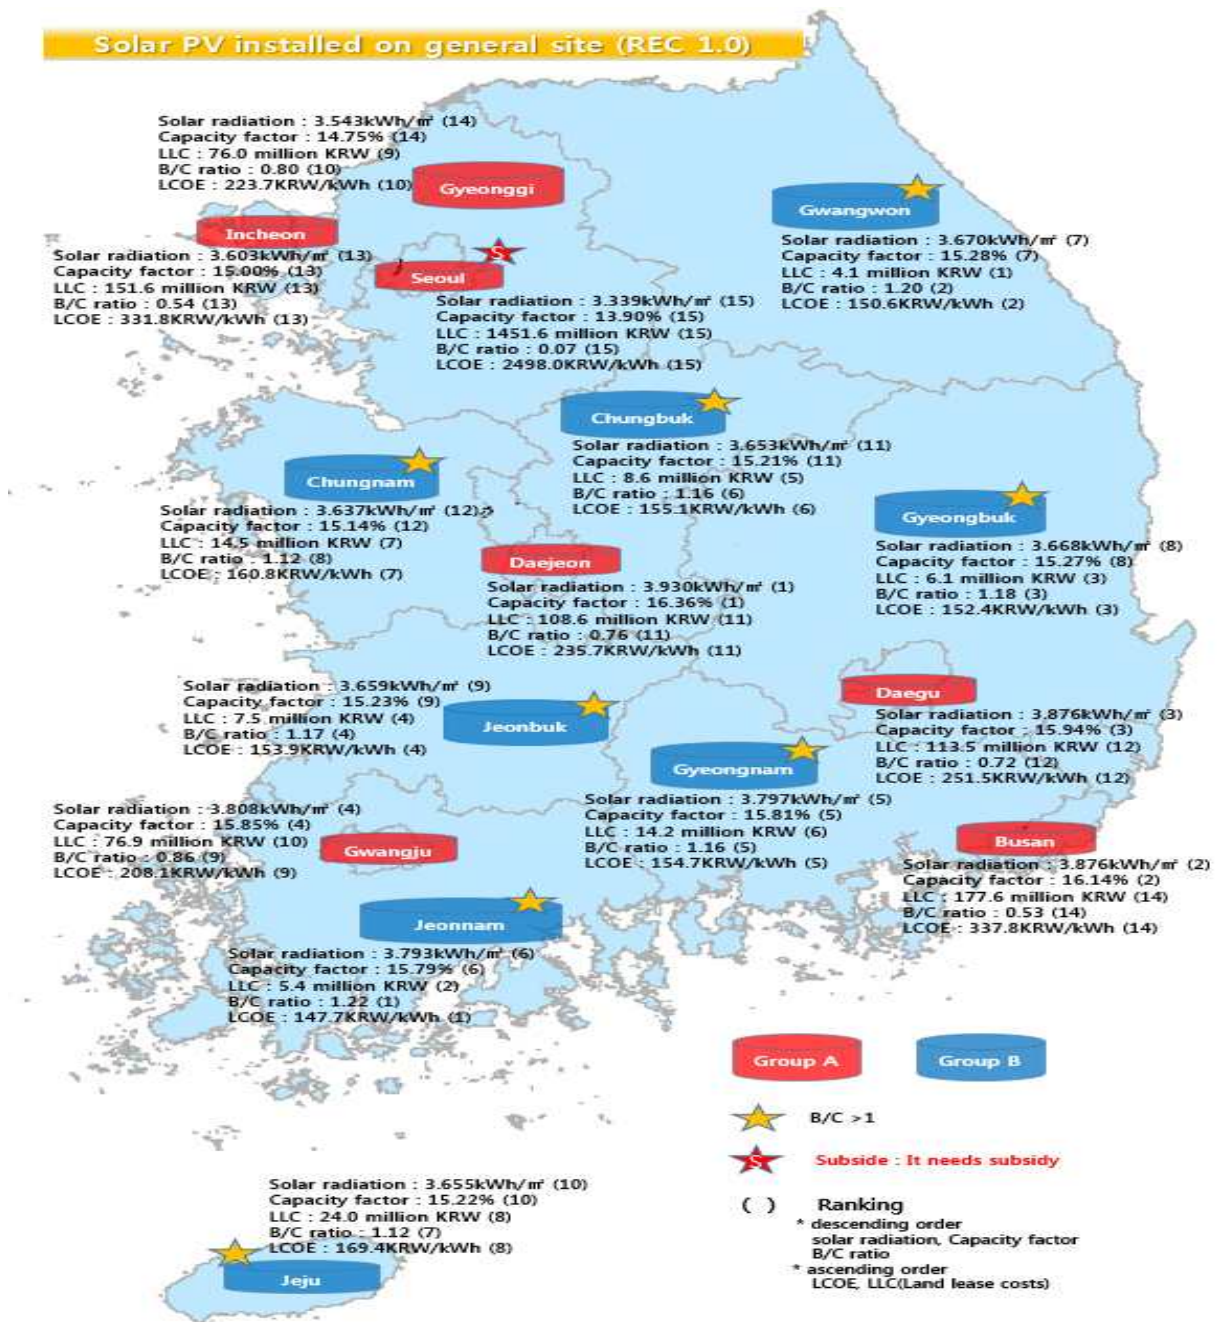 Solar PV installed on general site (REC 1.0)
Solar radiation : 3.543kWh/㎡ (14)
Capacity factor : 14.75% (14)
LLC : 76.0 million KRW (9)
B/C ratio : 0.80 (10)
LCOE : 223.7KRW/kWh (10)
Gyeonggi
Gwangwon
Solar radiation : 3.670kWh/㎡ (7)
Capacity factor : 15.28% (7)
LLC : 4.1 million KRW (1)
B/C ratio : 1.20 (2)
LCOE : 150.6KRW/kWh (2)
Incheon
Solar radiation : 3.603kWh/㎡ (13)
Capacity factor : 15.00% (13)
LLC : 151.6 million KRW (13)
B/C ratio : 0.54 (13)
LCOE : 331.8KRW/kWh (13)
S
Seoul
Solar radiation : 3.339kWh/㎡ (15)
Capacity factor : 13.90% (15)
LLC : 1451.6 million KRW (15)
B/C ratio : 0.07 (15)
LCOE : 2498.0KRW/kWh (15)
Chungbuk
Solar radiation : 3.653kWh/㎡ (11)
Capacity factor : 15.21% (11)
LLC : 8.6 million KRW (5)
B/C ratio : 1.16 (6)
LCOE : 155.1KRW/kWh (6)
Chungnam
Solar radiation : 3.637kWh/㎡ (12)
Capacity factor : 15.14% (12)
LLC : 14.5 million KRW (7)
B/C ratio : 1.12 (8)
LCOE : 160.8KRW/kWh (7)
Gyeongbuk
Solar radiation : 3.668kWh/㎡ (8)
Capacity factor : 15.27% (8)
LLC : 6.1 million KRW (3)
B/C ratio : 1.18 (3)
LCOE : 152.4KRW/kWh (3)
Daejeon
Solar radiation : 3.930kWh/㎡ (1)
Capacity factor : 16.36% (1)
LLC : 108.6 million KRW (11)
B/C ratio : 0.76 (11)
LCOE : 235.7KRW/kWh (11)
Solar radiation : 3.659kWh/㎡ (9)
Capacity factor : 15.23% (9)
LLC : 7.5 million KRW (4)
B/C ratio : 1.17 (4)
LCOE : 153.9KRW/kWh (4)
Jeonbuk
Daegu
Solar radiation : 3.876kWh/㎡ (3)
Capacity factor : 15.94% (3)
LLC : 113.5 million KRW (12)
B/C ratio : 0.72 (12)
LCOE : 251.5KRW/kWh (12)
Gyeongnam
Solar radiation : 3.797kWh/㎡ (5)
Capacity factor : 15.81% (5)
LLC : 14.2 million KRW (6)
B/C ratio : 1.16 (5)
LCOE : 154.7KRW/kWh (5)
Solar radiation : 3.808kWh/㎡ (4)
Capacity factor : 15.85% (4)
LLC : 76.9 million KRW (10)
B/C ratio : 0.86 (9)
LCOE : 208.1KRW/kWh (9)
Gwangju
Busan
Solar radiation : 3.876kWh/㎡ (2)
Capacity factor : 16.14% (2)
LLC : 177.6 million KRW (14)
B/C ratio : 0.53 (14)
LCOE : 337.8KRW/kWh (14)
Jeonnam
Solar radiation : 3.793kWh/㎡ (6)
Capacity factor : 15.79% (6)
LLC : 5.4 million KRW (2)
B/C ratio : 1.22 (1)
LCOE : 147.7KRW/kWh (1)
Group A
Group B
B/C >1
S
Subside : It needs subsidy
( ) Ranking
* descending order
solar radiation, Capacity factor
B/C ratio
* ascending order
LCOE, LLC(Land lease costs)
Solar radiation : 3.655kWh/㎡ (10)
Capacity factor : 15.22% (10)
LLC : 24.0 million KRW (8)
B/C ratio : 1.12 (7)
LCOE : 169.4KRW/kWh (8)
Jeju